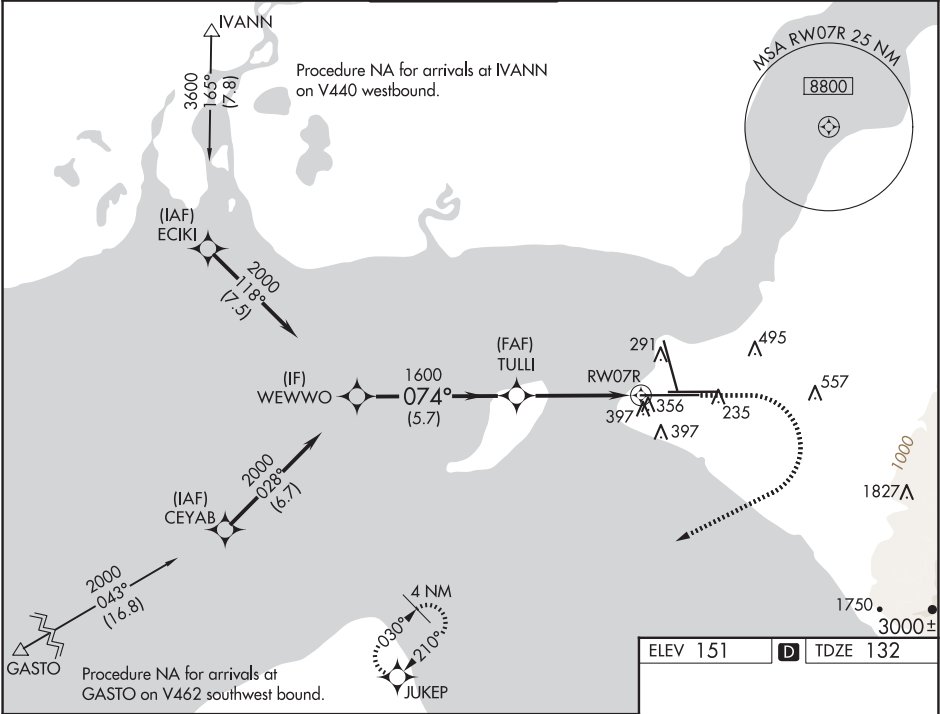 IVANN
3600
165°
(7.8)
Procedure NA for arrivals at IVANN
on V440 westbound.
MSA RW07R 25 NM
8800
(IAF)
ECIKI
2000
118°
(7.5)
(IF)
WEWWO
1600
074°
(5.7)
(FAF)
TULLI
RW07R
291
495
557
356
397
235
397
1000
1827
2000
028°
(6.7)
(IAF)
CEYAB
2000
043°
(16.8)
GASTO
Procedure NA for arrivals at
GASTO on V462 southwest bound.
4 NM
030°
210°
JUKEP
1750
3000±
ELEV 151 D TDZE 132